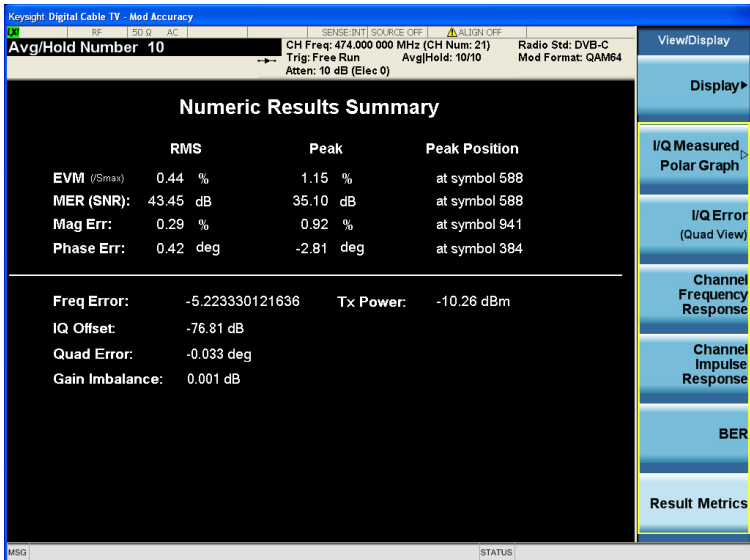 Keysight Digital Cable TV - Mod Accuracy
LXI RF 50 Ω AC SENSE:INT SOURCE OFF ALIGN OFF
Avg/Hold Number 10
CH Freq: 474.000 000 MHz (CH Num: 21) Radio Std: DVB-C
Trig: Free Run Avg|Hold: 10/10 Mod Format: QAM64
Atten: 10 dB (Elec 0)
Numeric Results Summary
RMS Peak Peak Position
EVM (/Smax) 0.44 % 1.15 % at symbol 588
MER (SNR): 43.45 dB 35.10 dB at symbol 588
Mag Err: 0.29 % 0.92 % at symbol 941
Phase Err: 0.42 deg -2.81 deg at symbol 384
Freq Error: -5.223330121636 Tx Power: -10.26 dBm
IQ Offset: -76.81 dB
Quad Error: -0.033 deg
Gain Imbalance: 0.001 dB
View/Display
Display
I/Q Measured
Polar Graph
I/Q Error
(Quad View)
Channel
Frequency
Response
Channel
Impulse
Response
BER
Result Metrics
MSG STATUS